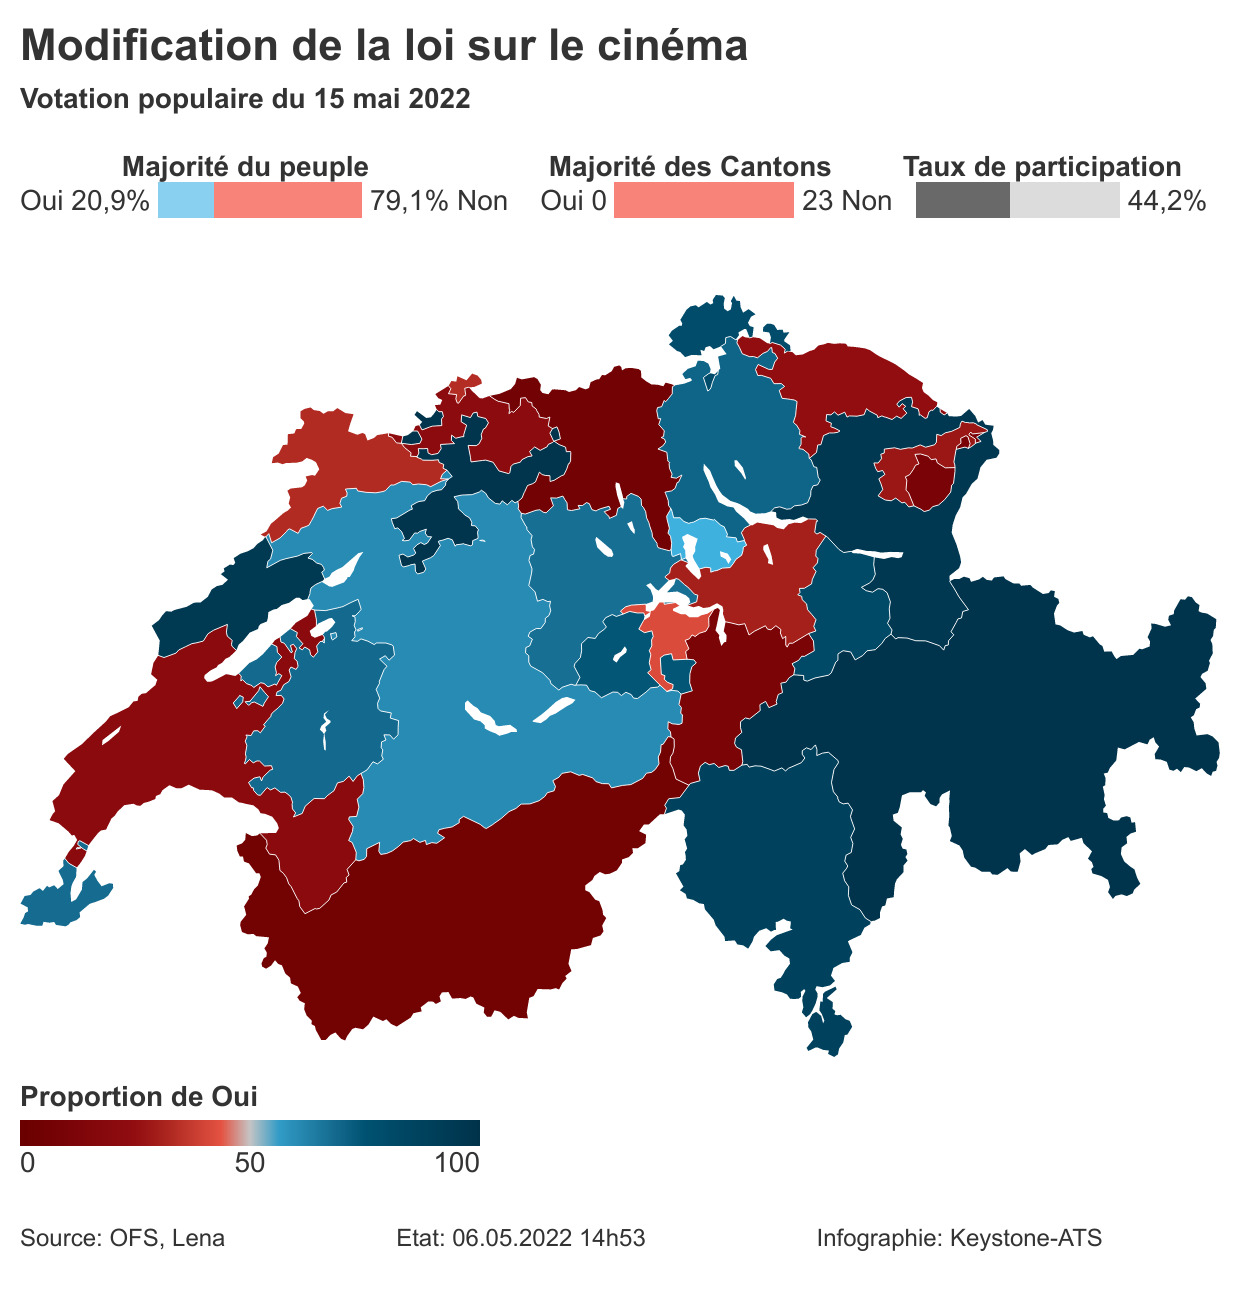 Modification de la loi sur le cinéma
Votation populaire du 15 mai 2022
Majorité du peuple
Oui 20,9% 79,1% Non
Majorité des Cantons
Oui 0 23 Non
Taux de participation
44,2%
Proportion de Oui
0 50 100
Source: OFS, Lena
Etat: 06.05.2022 14h53
Infographie: Keystone-ATS